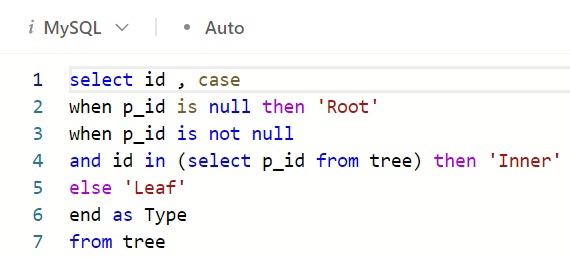 i MySQL
• Auto
1 select id , case
2 when p_id is null then 'Root'
3 when p_id is not null
4 and id in (select p_id from tree) then 'Inner'
5 else 'Leaf'
6 end as Type
7 from tree